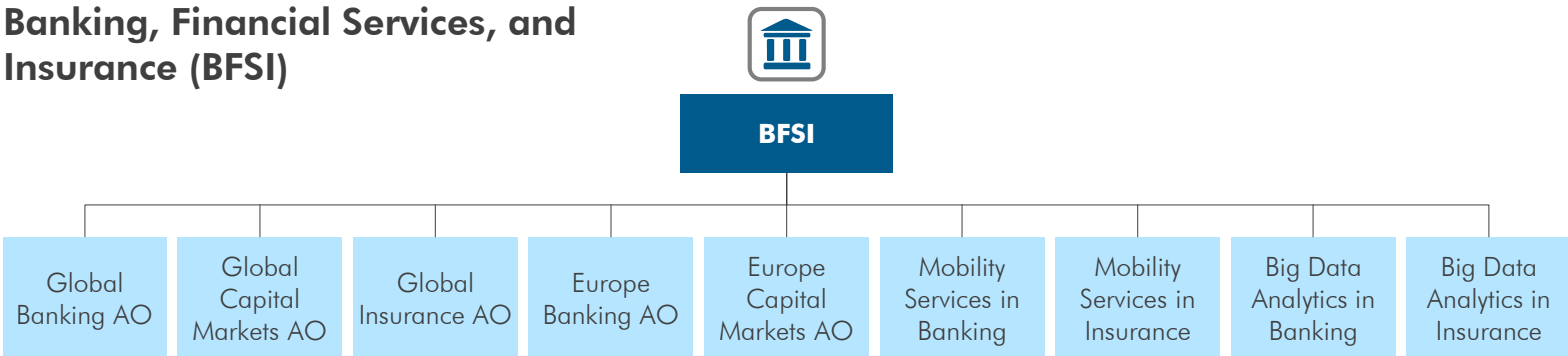 Banking, Financial Services, and
Insurance (BFSI)
BFSI
Global
Banking AO
Global
Capital
Markets AO
Global
Insurance AO
Europe
Banking AO
Europe
Capital
Markets AO
Mobility
Services in
Banking
Mobility
Services in
Insurance
Big Data
Analytics in
Banking
Big Data
Analytics in
Insurance